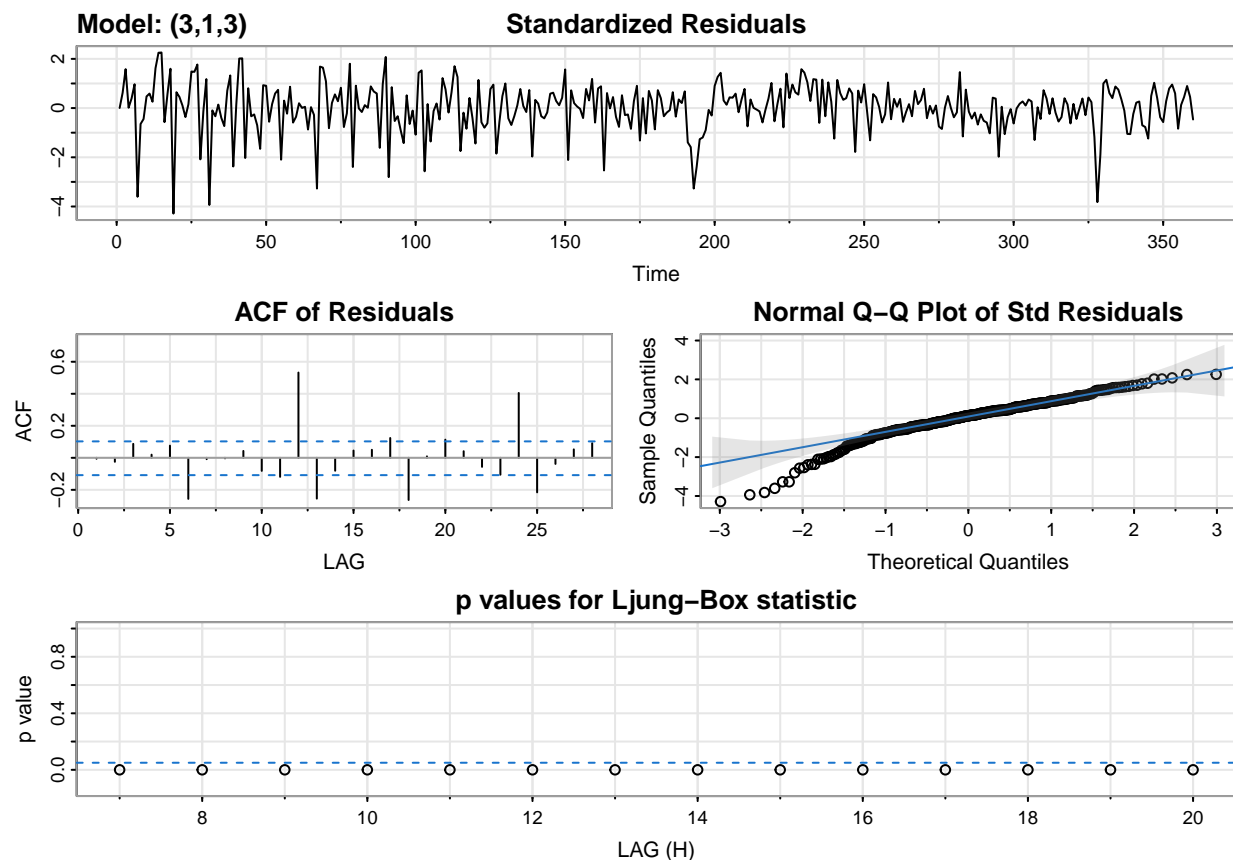 Model: (3,1,3) Standardized Residuals
2
0
−2
−4
0 50 100 150 200 250 300 350
Time
ACF of Residuals
ACF
0.6
0.2
−0.2
0 5 10 15 20 25
LAG
Normal Q−Q Plot of Std Residuals
Sample Quantiles
4
2
0
−2
−4
−3 −2 −1 0 1 2 3
Theoretical Quantiles
p values for Ljung−Box statistic
p value
0.8
0.4
0.0
8 10 12 14 16 18 20
LAG (H)